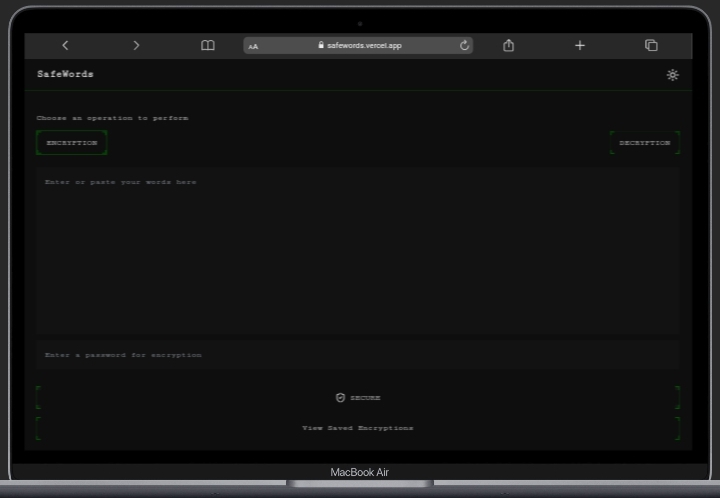 AA safewords.vercel.app
SafeWords
Choose an operation to perform
ENCRYPTION DECRYPTION
Enter or paste your words here
Enter a password for encryption
SECURE
View Saved Encryptions
MacBook Air